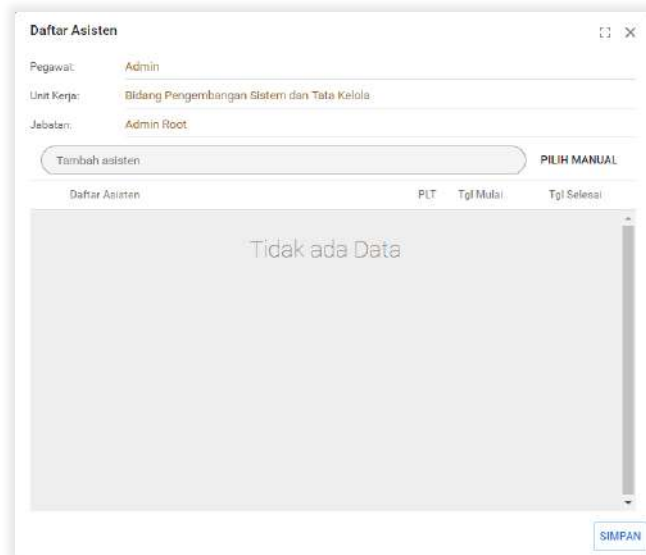 Daftar Asisten
Pegawai: Admin
Unit Kerja: Bidang Pengembangan Sistem dan Tata Kelola
Jabatan: Admin Root
Tambah asisten PILIH MANUAL
Daftar Asisten PLT Tgl Mulai Tgl Selesai
Tidak ada Data
SIMPAN